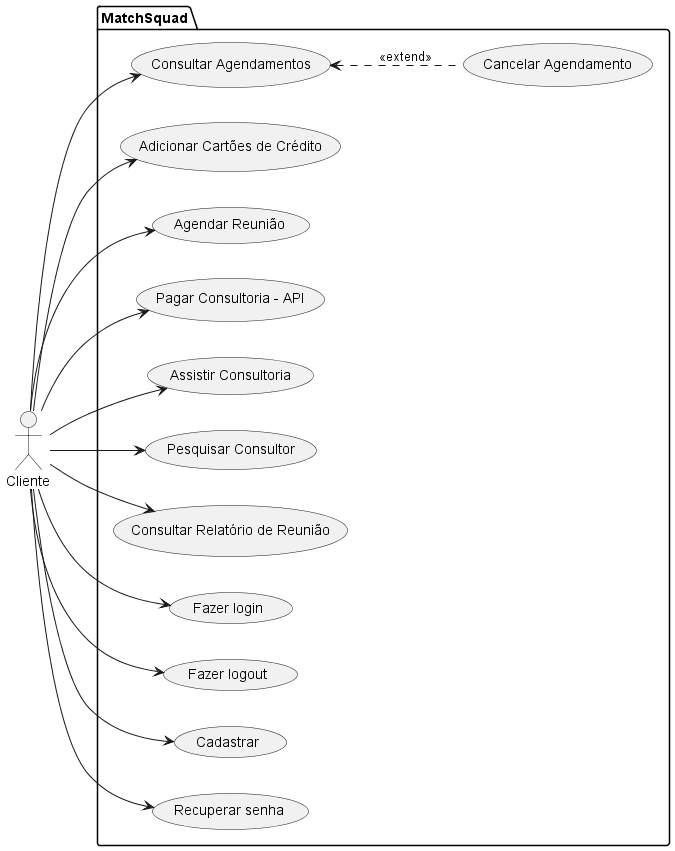 MatchSquad
Consultar Agendamentos
«extend»
Cancelar Agendamento
Adicionar Cartões de Crédito
Agendar Reunião
Pagar Consultoria - API
Assistir Consultoria
Pesquisar Consultor
Cliente
Consultar Relatório de Reunião
Fazer login
Fazer logout
Cadastrar
Recuperar senha